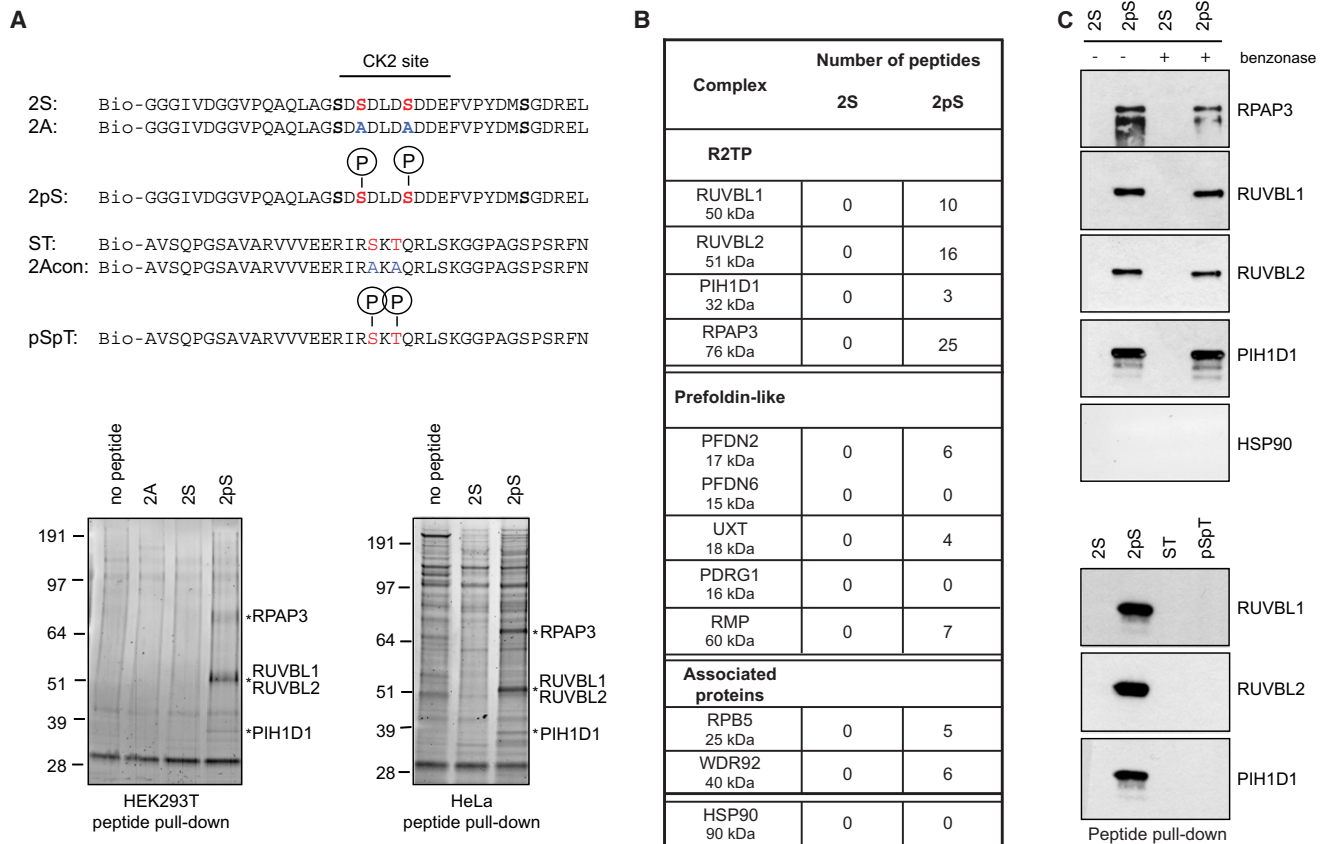 A
CK2 site
2S: Bio-GGGIVDGGVPQAQLAGSDSDLDSDDEFVPYDMSGDREL
2A: Bio-GGGIVDGGVPQAQLAGSDADLDADDEFVPYDMSGDREL
P P
2pS: Bio-GGGIVDGGVPQAQLAGSDSDLDSDDEFVPYDMSGDREL
ST: Bio-AVSQPGSAVARVVVEERIRSKTQRLSKGGPAGSPSRFN
2Acon: Bio-AVSQPGSAVARVVVEERIRAKAQRLSKGGPAGSPSRFN
P P
pSpT: Bio-AVSQPGSAVARVVVEERIRSKTQRLSKGGPAGSPSRFN
no peptide 2A 2S 2pS
191
97
64
51
39
28
*RPAP3
RUVBL1
*RUVBL2
*PIH1D1
HEK293T
peptide pull-down
no peptide 2S 2pS
191
97
64
51
39
28
*RPAP3
RUVBL1
*RUVBL2
*PIH1D1
HeLa
peptide pull-down
B
Complex
Number of peptides
2S 2pS
R2TP
RUVBL1
50 kDa
0 10
RUVBL2
51 kDa
0 16
PIH1D1
32 kDa
0 3
RPAP3
76 kDa
0 25
Prefoldin-like
PFDN2
17 kDa
0 6
PFDN6
15 kDa
0 0
UXT
18 kDa
0 4
PDRG1
16 kDa
0 0
RMP
60 kDa
0 7
Associated
proteins
RPB5
25 kDa
0 5
WDR92
40 kDa
0 6
HSP90
90 kDa
0 0
C
2S 2pS 2S 2pS
- - + + benzonase
RPAP3
RUVBL1
RUVBL2
PIH1D1
HSP90
2S 2pS ST pSpT
RUVBL1
RUVBL2
PIH1D1
Peptide pull-down